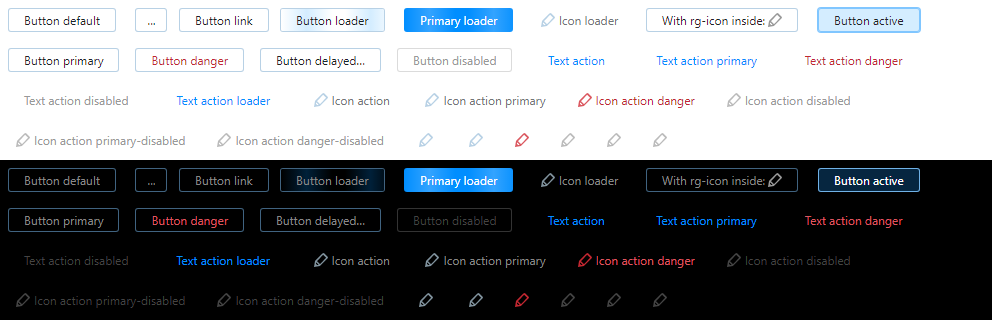 Button default ... Button link Button loader Primary loader Icon loader With rg-icon inside: Button active
Button primary Button danger Button delayed... Button disabled Text action Text action primary Text action danger
Text action disabled Text action loader Icon action Icon action primary Icon action danger Icon action disabled
Icon action primary-disabled Icon action danger-disabled
Button default ... Button link Button loader Primary loader Icon loader With rg-icon inside: Button active
Button primary Button danger Button delayed... Button disabled Text action Text action primary Text action danger
Text action disabled Text action loader Icon action Icon action primary Icon action danger Icon action disabled
Icon action primary-disabled Icon action danger-disabled